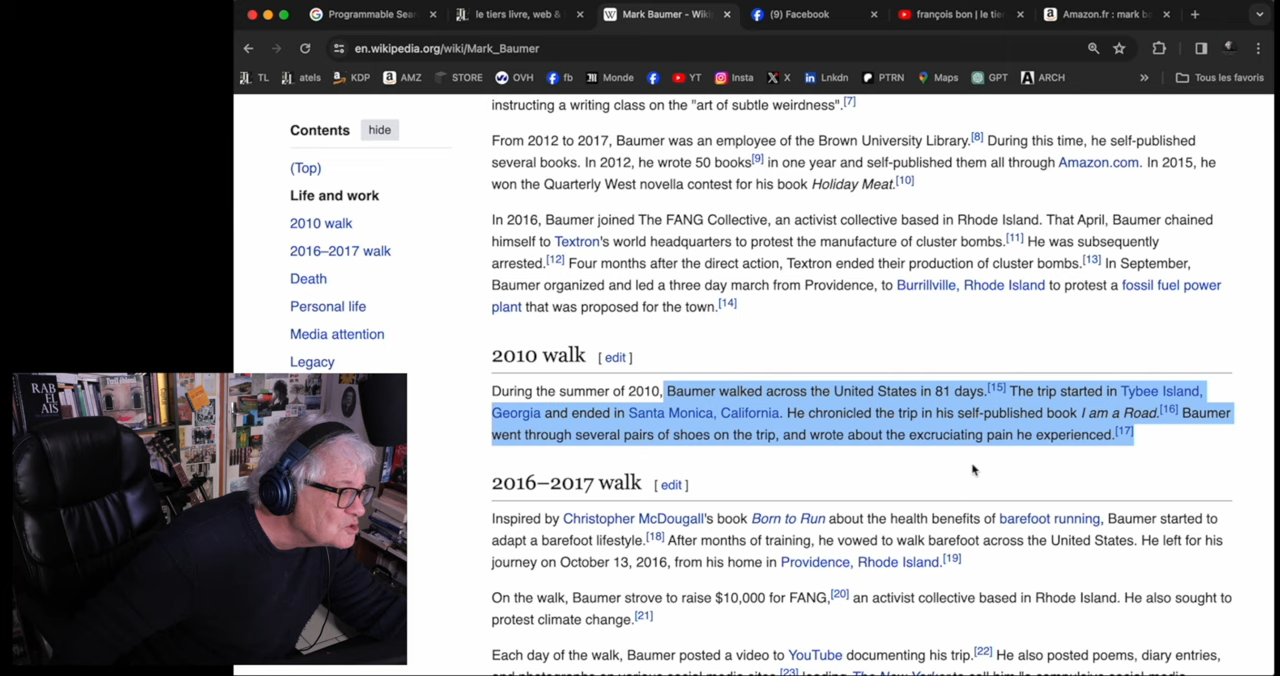 Programmable Sear
le tiers livre, web &
Mark Baumer - Wiki
(9) Facebook
françois bon | le tie
Amazon.fr : mark b
en.wikipedia.org/wiki/Mark_Baumer
TL
atels
KDP
AMZ
STORE
OVH
fb
Monde
YT
Insta
X
Lnkdn
PTRN
Maps
GPT
ARCH
Tous les favoris
Contents
hide
(Top)
Life and work
2010 walk
2016–2017 walk
Death
Personal life
Media attention
Legacy
instructing a writing class on the "art of subtle weirdness".[7]
From 2012 to 2017, Baumer was an employee of the Brown University Library.[8] During this time, he self-published
several books. In 2012, he wrote 50 books[9] in one year and self-published them all through Amazon.com. In 2015, he
won the Quarterly West novella contest for his book Holiday Meat.[10]
In 2016, Baumer joined The FANG Collective, an activist collective based in Rhode Island. That April, Baumer chained
himself to Textron's world headquarters to protest the manufacture of cluster bombs.[11] He was subsequently
arrested.[12] Four months after the direct action, Textron ended their production of cluster bombs.[13] In September,
Baumer organized and led a three day march from Providence, to Burrillville, Rhode Island to protest a fossil fuel power
plant that was proposed for the town.[14]
2010 walk [ edit ]
During the summer of 2010, Baumer walked across the United States in 81 days.[15] The trip started in Tybee Island,
Georgia and ended in Santa Monica, California. He chronicled the trip in his self-published book I am a Road.[16] Baumer
went through several pairs of shoes on the trip, and wrote about the excruciating pain he experienced.[17]
2016–2017 walk [ edit ]
Inspired by Christopher McDougall's book Born to Run about the health benefits of barefoot running, Baumer started to
adapt a barefoot lifestyle.[18] After months of training, he vowed to walk barefoot across the United States. He left for his
journey on October 13, 2016, from his home in Providence, Rhode Island.[19]
On the walk, Baumer strove to raise $10,000 for FANG,[20] an activist collective based in Rhode Island. He also sought to
protest climate change.[21]
Each day of the walk, Baumer posted a video to YouTube documenting his trip.[22] He also posted poems, diary entries,
RAB
ELAIS